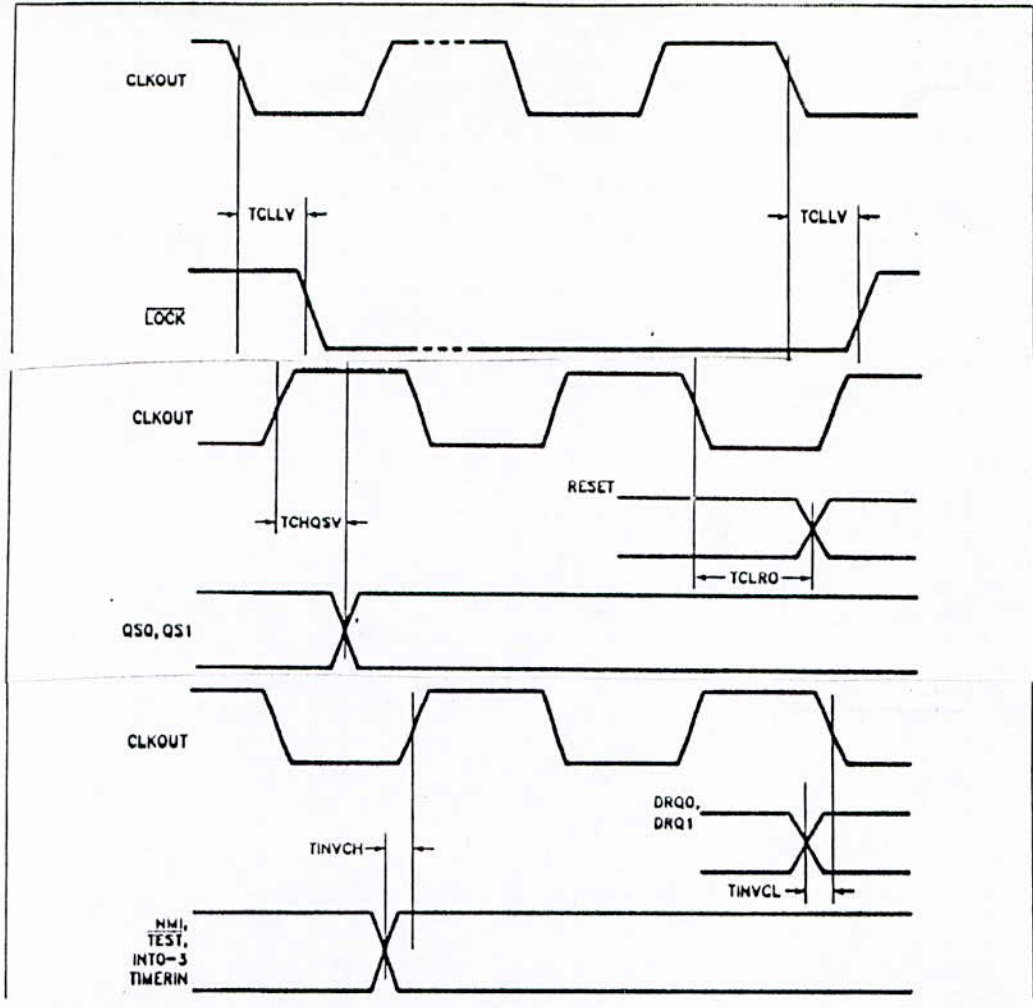 CLKOUT
TCLLV
TCLLV
LOCK
CLKOUT
RESET
TCHQSV
TCLRO
QS0, QS1
CLKOUT
DRQ0,
DRQ1
TINVCH
TINVCL
NMI,
TEST,
INT0-3
TIMERIN